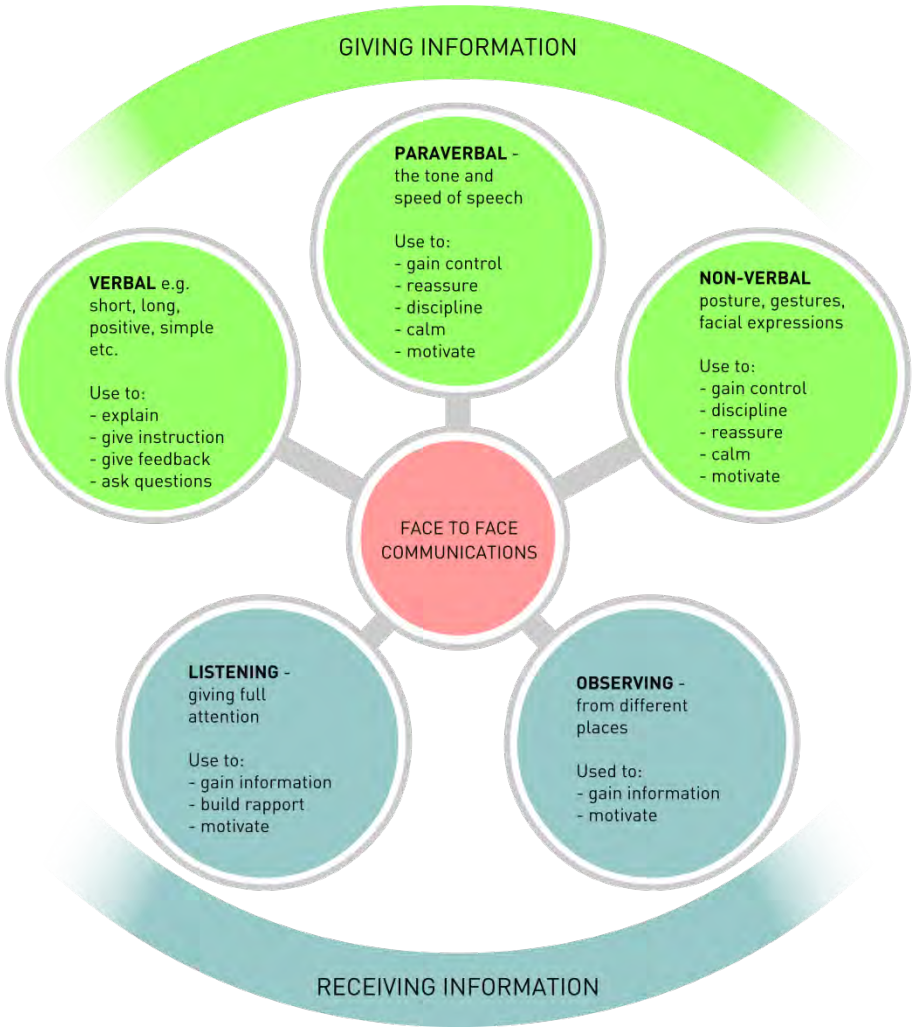 GIVING INFORMATION
PARAVERBAL -
the tone and
speed of speech
Use to:
- gain control
- reassure
- discipline
- calm
- motivate
VERBAL e.g.
short, long,
positive, simple
etc.
Use to:
- explain
- give instruction
- give feedback
- ask questions
NON-VERBAL
posture, gestures,
facial expressions
Use to:
- gain control
- discipline
- reassure
- calm
- motivate
FACE TO FACE
COMMUNICATIONS
LISTENING -
giving full
attention
Use to:
- gain information
- build rapport
- motivate
OBSERVING -
from different
places
Used to:
- gain information
- motivate
RECEIVING INFORMATION